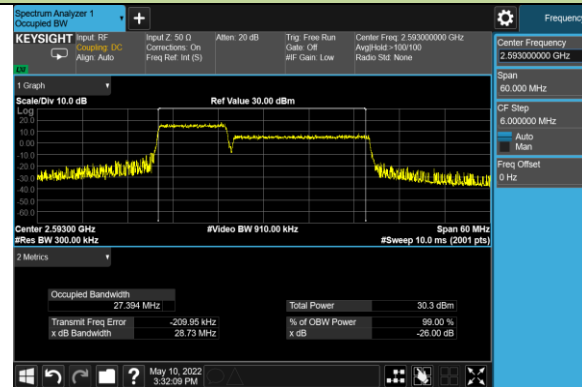 Spectrum Analyzer 1
Occupied BW
Frequency
KEYSIGHT
Input: RF
Coupling: DC
Align: Auto
Input Z: 50 Ω
Corrections: On
Freq Ref: Int (S)
Atten: 20 dB
Trig: Free Run
Gate: Off
#IF Gain: Low
Center Freq: 2.593000000 GHz
Avg|Hold:>100/100
Radio Std: None
Center Frequency
2.593000000 GHz
Span
60.000 MHz
CF Step
6.000000 MHz
Auto
Man
Freq Offset
0 Hz
1 Graph
Scale/Div 10.0 dB
Ref Value 30.00 dBm
Log
20.0
10.0
0.00
-10.0
-20.0
-30.0
-40.0
-50.0
-60.0
Center 2.59300 GHz
#Video BW 910.00 kHz
Span 60 MHz
#Res BW 300.00 kHz
#Sweep 10.0 ms (2001 pts)
2 Metrics
Occupied Bandwidth
27.394 MHz
Total Power 30.3 dBm
Transmit Freq Error -209.95 kHz
% of OBW Power 99.00 %
x dB Bandwidth 28.73 MHz
x dB -26.00 dB
May 10, 2022
3:32:09 PM